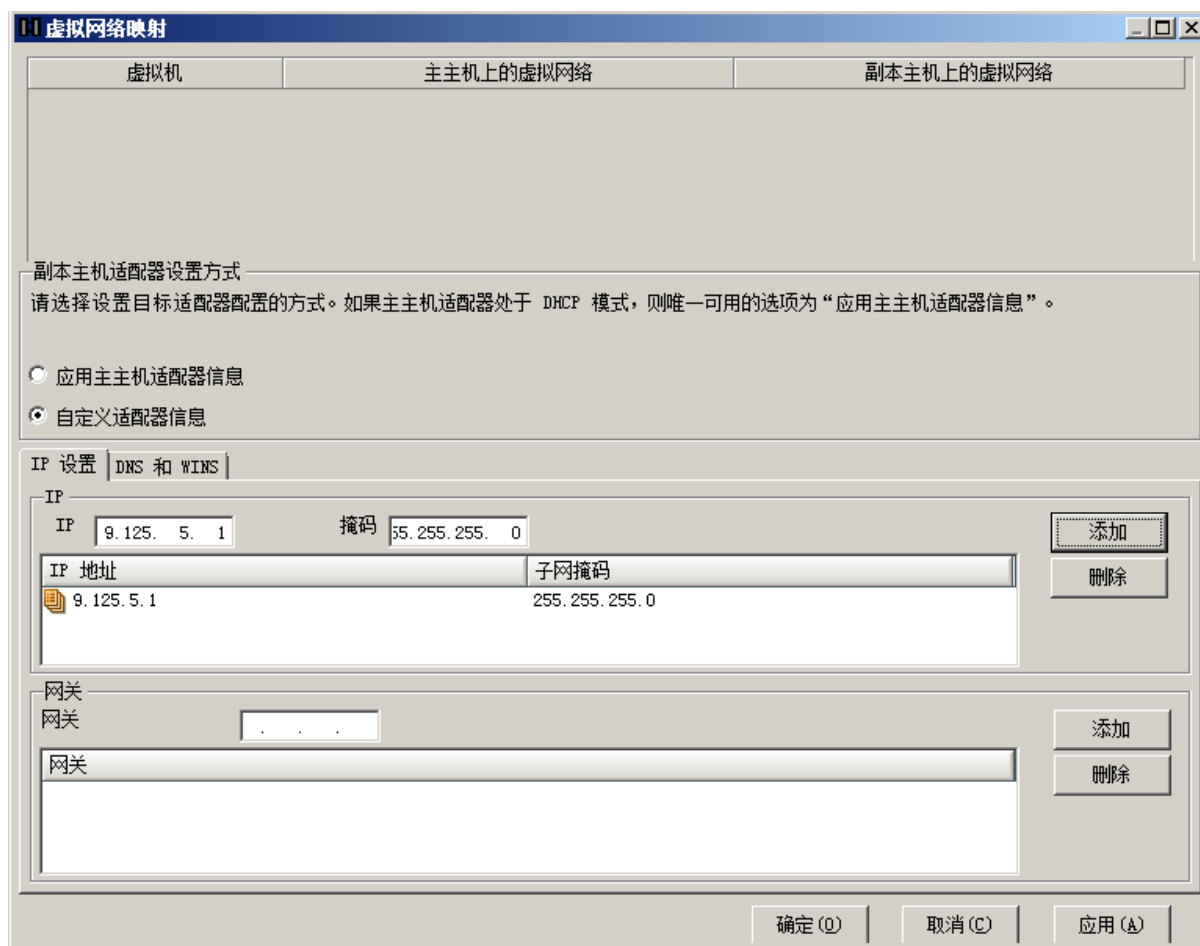 虚拟网络映射
虚拟机 主主机上的虚拟网络 副本主机上的虚拟网络
副本主机适配器设置方式
请选择设置目标适配器配置的方式。如果主主机适配器处于 DHCP 模式，则唯一可用的选项为“应用主主机适配器信息”。
应用主主机适配器信息
自定义适配器信息
IP 设置 DNS 和 WINS
IP
IP 9.125. 5. 1 掩码 55.255.255. 0 添加
IP 地址 子网掩码 删除
9.125.5.1 255.255.255.0
网关
网关 . . . 添加
网关 删除
确定(O) 取消(C) 应用(A)